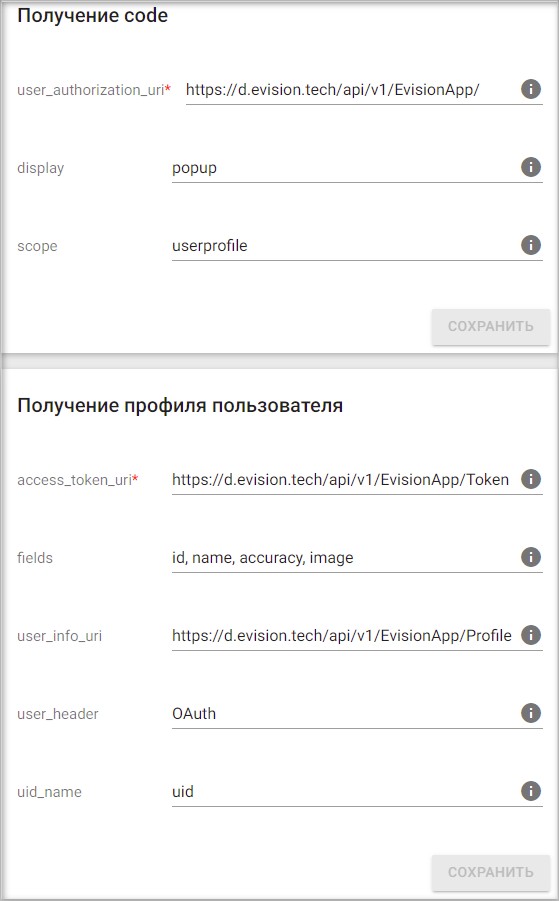 Получение code
user_authorization_uri* https://d.evision.tech/api/v1/EvisionApp/
display popup
scope userprofile
СОХРАНИТЬ
Получение профиля пользователя
access_token_uri* https://d.evision.tech/api/v1/EvisionApp/Token
fields id, name, accuracy, image
user_info_uri https://d.evision.tech/api/v1/EvisionApp/Profile
user_header OAuth
uid_name uid
СОХРАНИТЬ